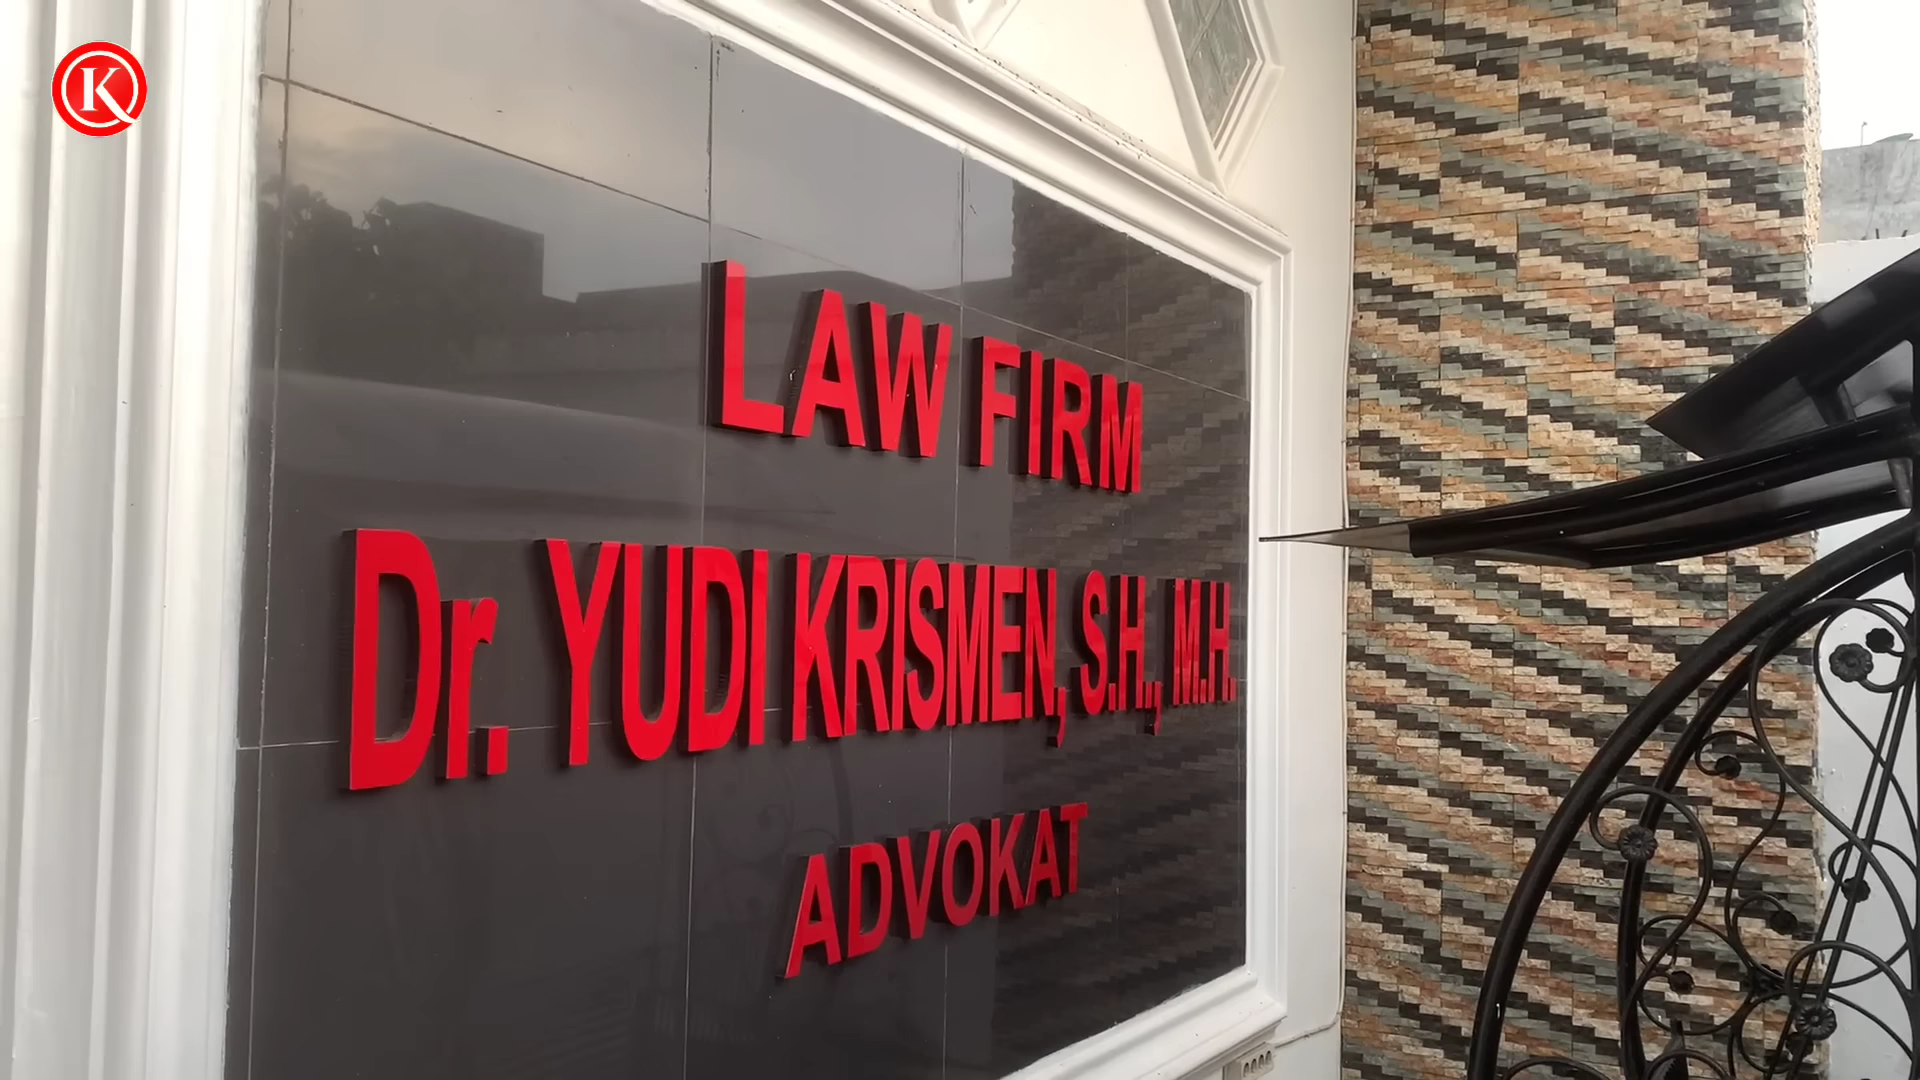 K
LAW FIRM
Dr. YUDI KRISMEN, S.H., M.H.
ADVOKAT